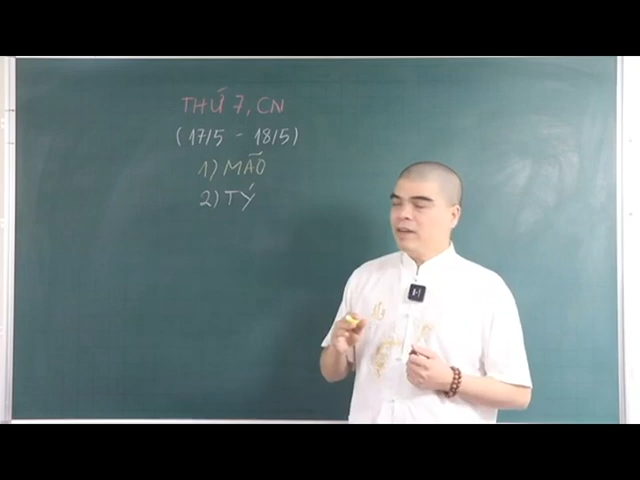 THỨ 7, CN
(17/5 - 18/5)
1) MÃO
2) TÝ